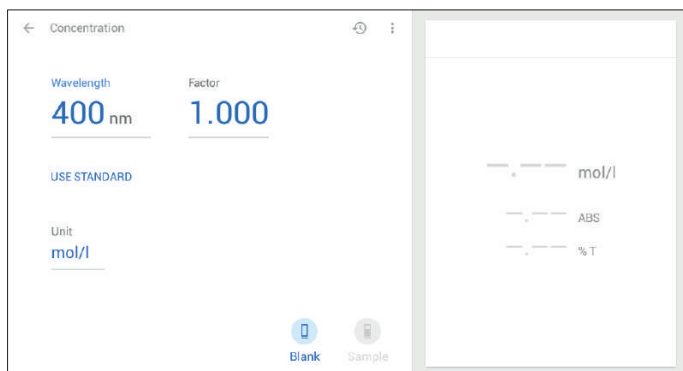 Concentration
Wavelength Factor
400 nm 1.000
USE STANDARD
Unit
mol/l
Blank Sample
-.-- mol/l
-.-- ABS
-.-- % T